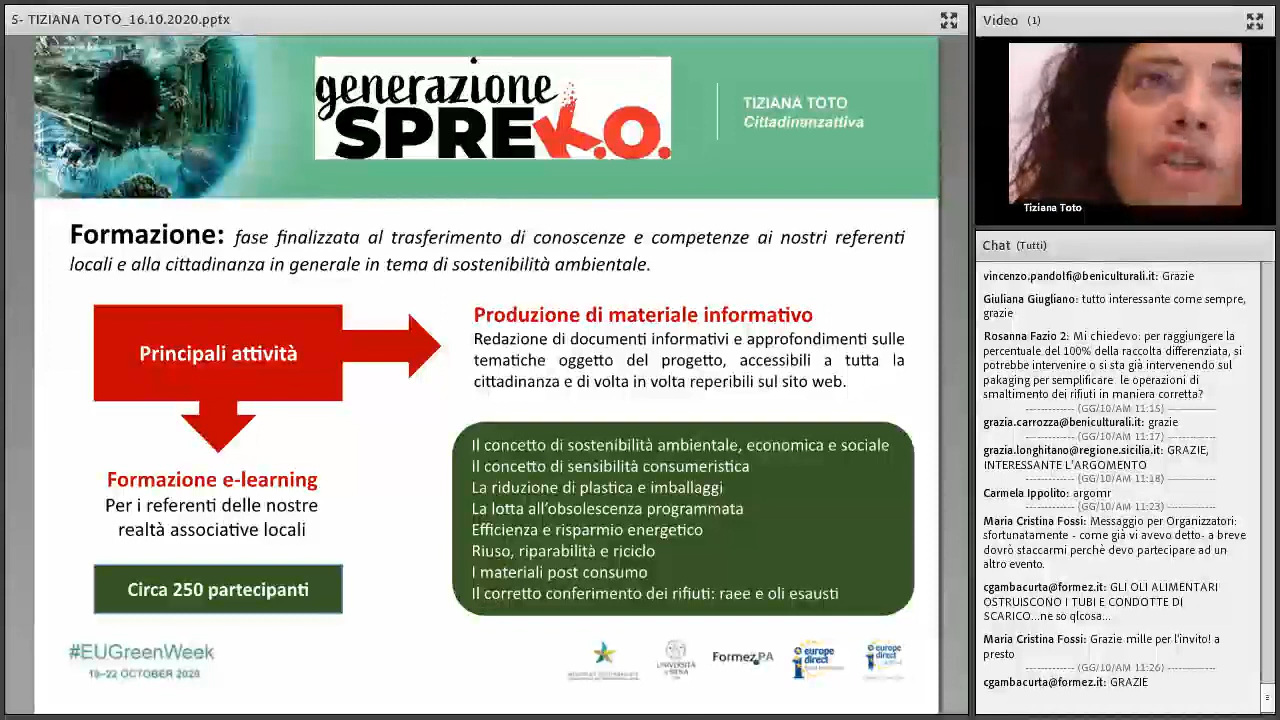 5- TIZIANA TOTO_16.10.2020.pptx
generazione
SPREK.O.
TIZIANA TOTO
Cittadinanzattiva
Formazione: fase finalizzata al trasferimento di conoscenze e competenze ai nostri referenti
locali e alla cittadinanza in generale in tema di sostenibilità ambientale.
Principali attività
Produzione di materiale informativo
Redazione di documenti informativi e approfondimenti sulle
tematiche oggetto del progetto, accessibili a tutta la
cittadinanza e di volta in volta reperibili sul sito web.
Formazione e-learning
Per i referenti delle nostre
realtà associative locali
Circa 250 partecipanti
Il concetto di sostenibilità ambientale, economica e sociale
Il concetto di sensibilità consumeristica
La riduzione di plastica e imballaggi
La lotta all'obsolescenza programmata
Efficienza e risparmio energetico
Riuso, riparabilità e riciclo
I materiali post consumo
Il corretto conferimento dei rifiuti: raee e oli esausti
#EUGreenWeek
19–22 OCTOBER 2020
UNIVERSITÀ
Formez PA
europe
direct
europe
direct
Video (1)
Tiziana Toto
Chat (Tutti)
vincenzo.pandolfi@beniculturali.it: Grazie
Giuliana Giugliano: tutto interessante come sempre,
grazie
Rosanna Fazio 2: Mi chiedevo: per raggiungere la
percentuale del 100% della raccolta differenziata, si
potrebbe intervenire o si sta già intervenendo sul
pakaging per semplificare le operazioni di
smaltimento dei rifiuti in maniera corretta?
------------ (GG/10/AM 11:15) ------------
grazia.carrozza@beniculturali.it: grazie
------------ (GG/10/AM 11:17) ------------
grazia.longhitano@regione.sicilia.it: GRAZIE,
INTERESSANTE L'ARGOMENTO
------------ (GG/10/AM 11:18) ------------
Carmela Ippolito: argomr
------------ (GG/10/AM 11:23) ------------
Maria Cristina Fossi: Messaggio per Organizzatori:
sfortunatamente - come già vi avevo detto- a breve
dovrò staccarmi perchè devo partecipare ad un
altro evento.
cgambacurta@formez.it: GLI OLI ALIMENTARI
OSTRUISCONO I TUBI E CONDOTTE DI
SCARICO...ne so qlcosa...
Maria Cristina Fossi: Grazie mille per l'invito! a
presto
------------ (GG/10/AM 11:26) ------------
cgambacurta@formez.it: GRAZIE